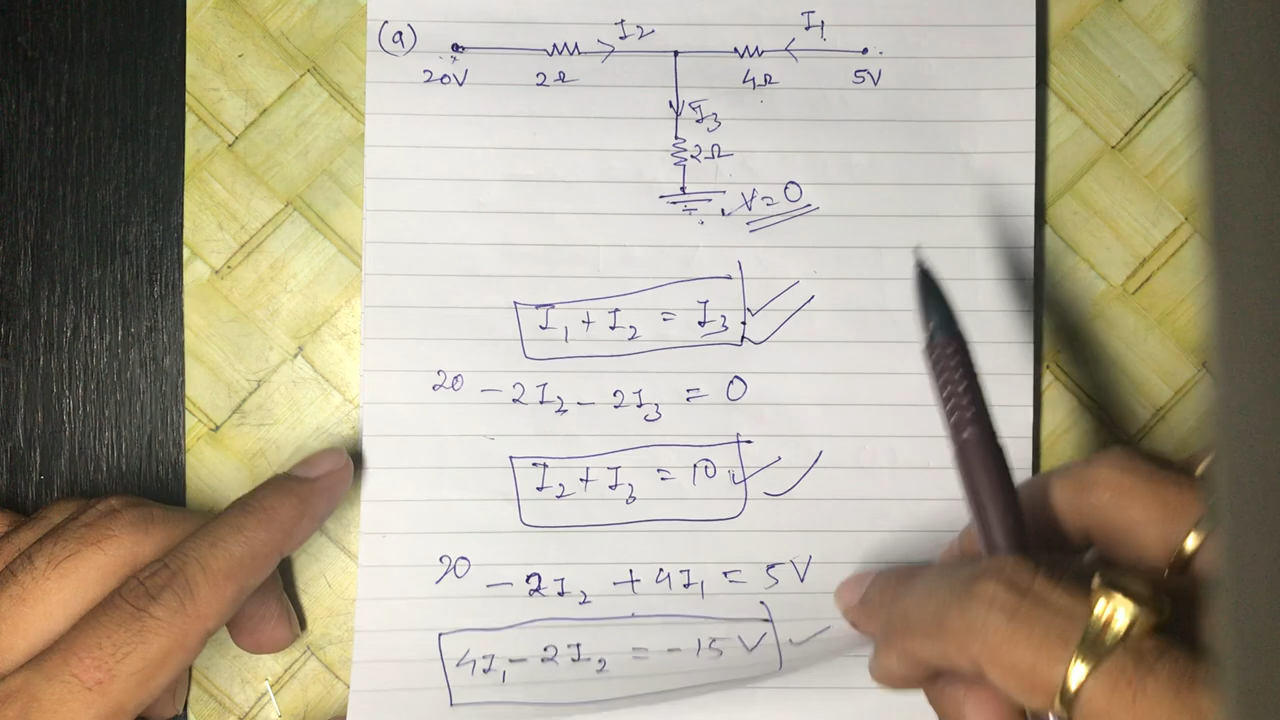 (a) I2 I1
20V 2Ω 4Ω 5V
I3
2Ω
V=0
I1 + I2 = I3
20 - 2I2 - 2I3 = 0
I2 + I3 = 10
20 - 2I2 + 4I1 = 5V
4I1 - 2I2 = -15V